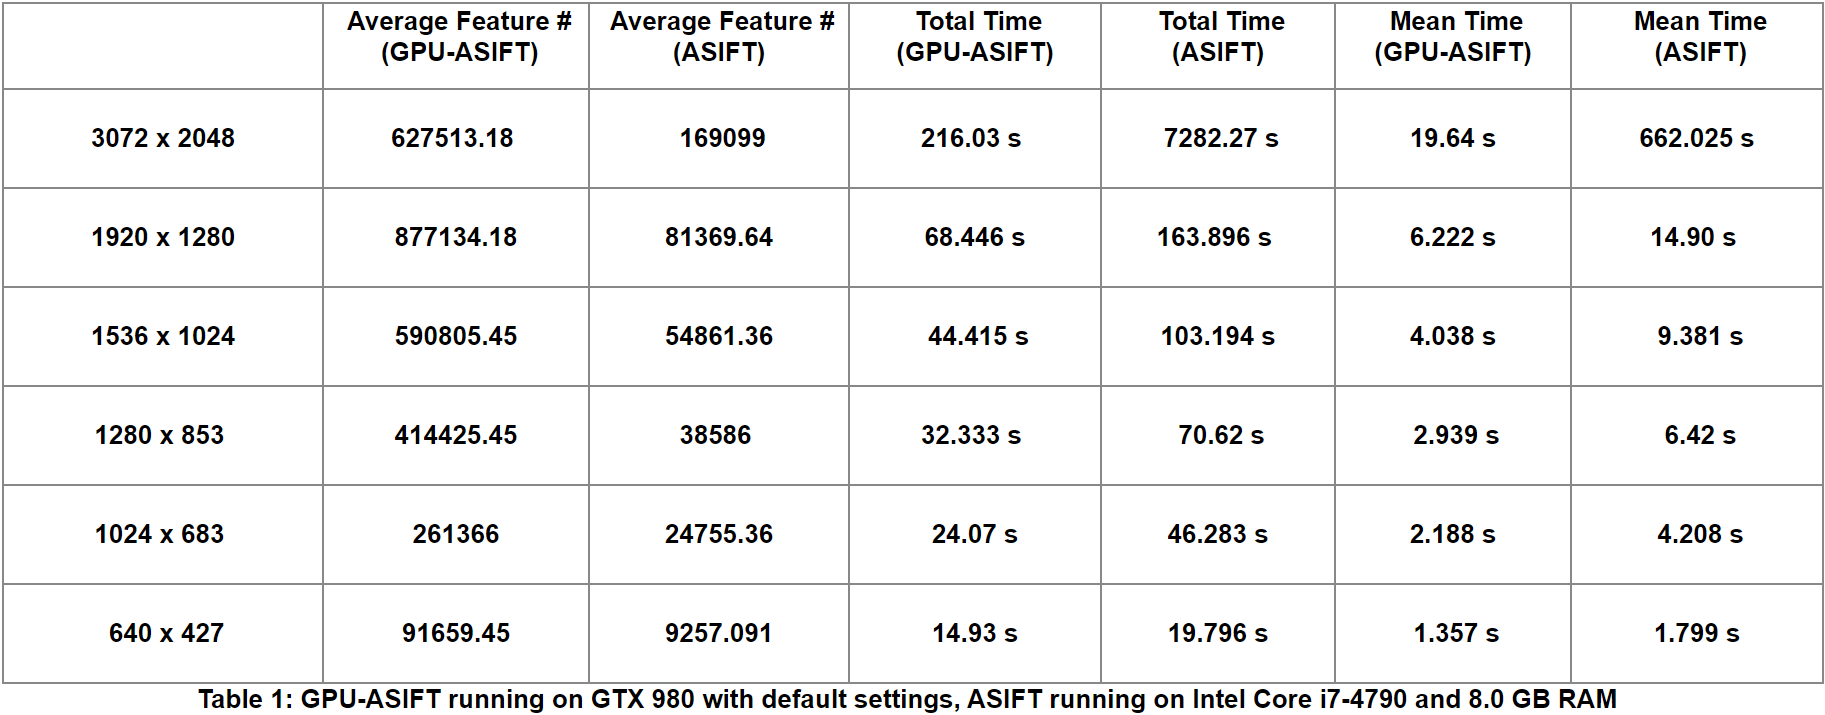 Average Feature # (GPU-ASIFT) Average Feature # (ASIFT) Total Time (GPU-ASIFT) Total Time (ASIFT) Mean Time (GPU-ASIFT) Mean Time (ASIFT)
3072 x 2048 627513.18 169099 216.03 s 7282.27 s 19.64 s 662.025 s
1920 x 1280 877134.18 81369.64 68.446 s 163.896 s 6.222 s 14.90 s
1536 x 1024 590805.45 54861.36 44.415 s 103.194 s 4.038 s 9.381 s
1280 x 853 414425.45 38586 32.333 s 70.62 s 2.939 s 6.42 s
1024 x 683 261366 24755.36 24.07 s 46.283 s 2.188 s 4.208 s
640 x 427 91659.45 9257.091 14.93 s 19.796 s 1.357 s 1.799 s
Table 1: GPU-ASIFT running on GTX 980 with default settings, ASIFT running on Intel Core i7-4790 and 8.0 GB RAM